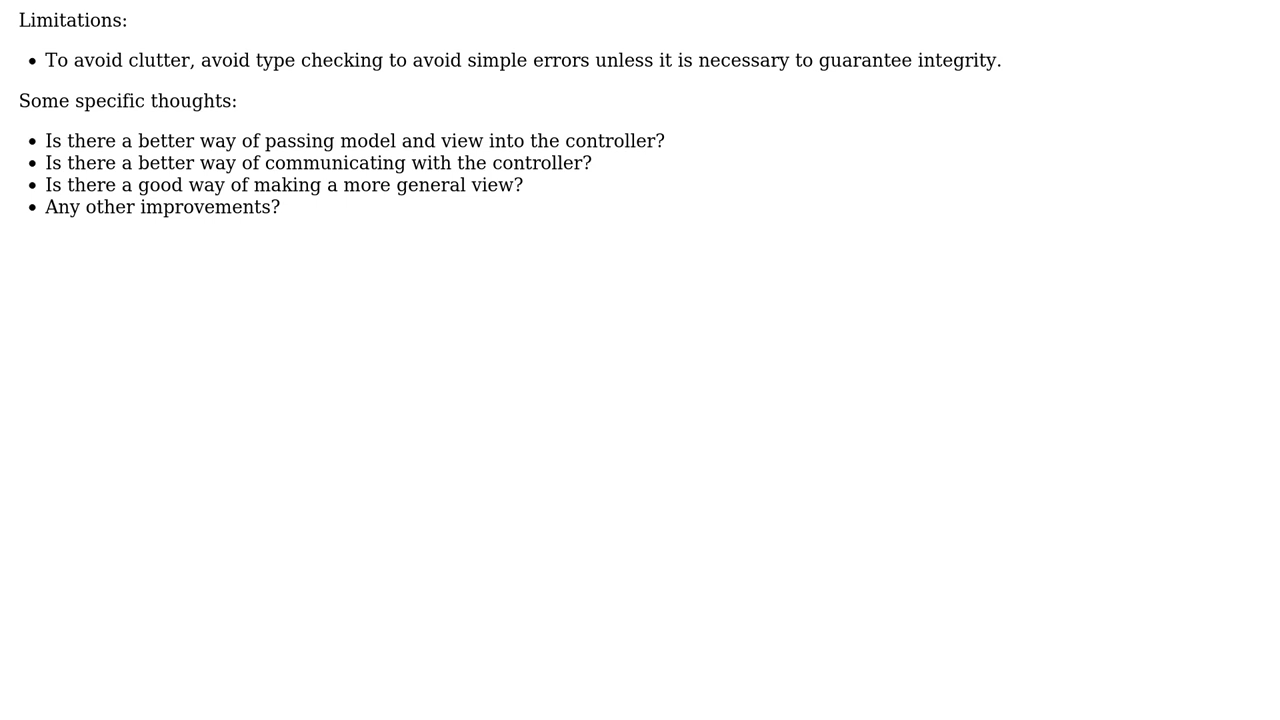 Limitations:
• To avoid clutter, avoid type checking to avoid simple errors unless it is necessary to guarantee integrity.
Some specific thoughts:
• Is there a better way of passing model and view into the controller?
• Is there a better way of communicating with the controller?
• Is there a good way of making a more general view?
• Any other improvements?